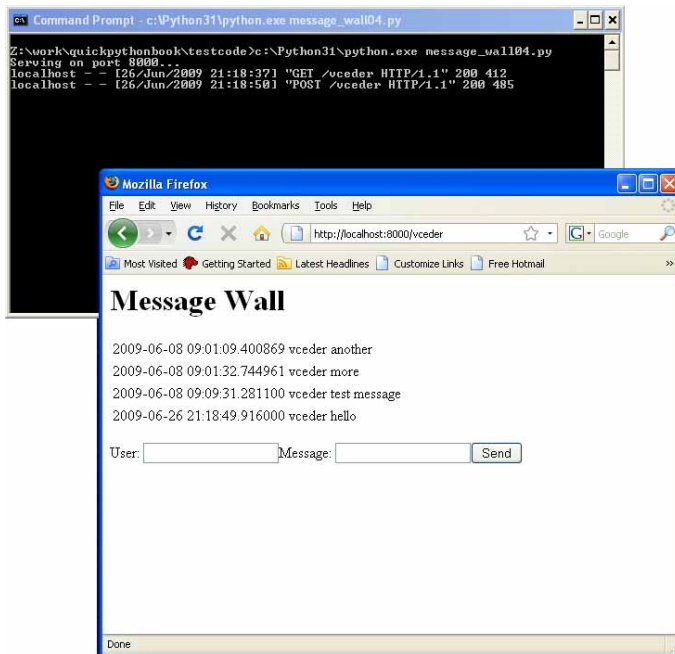 Command Prompt - c:\Python31\python.exe message_wall04.py
Z:\work\quickpythonbook\testcode>c:\Python31\python.exe message_wall04.py
Serving on port 8000...
localhost - - [26/Jun/2009 21:18:37] "GET /vceder HTTP/1.1" 200 412
localhost - - [26/Jun/2009 21:18:50] "POST /vceder HTTP/1.1" 200 485
Mozilla Firefox
File Edit View History Bookmarks Tools Help
http://localhost:8000/vceder G Google
Most Visited Getting Started Latest Headlines Customize Links Free Hotmail »
Message Wall
2009-06-08 09:01:09.400869 vceder another
2009-06-08 09:01:32.744961 vceder more
2009-06-08 09:09:31.281100 vceder test message
2009-06-26 21:18:49.916000 vceder hello
User: Message: Send
Done